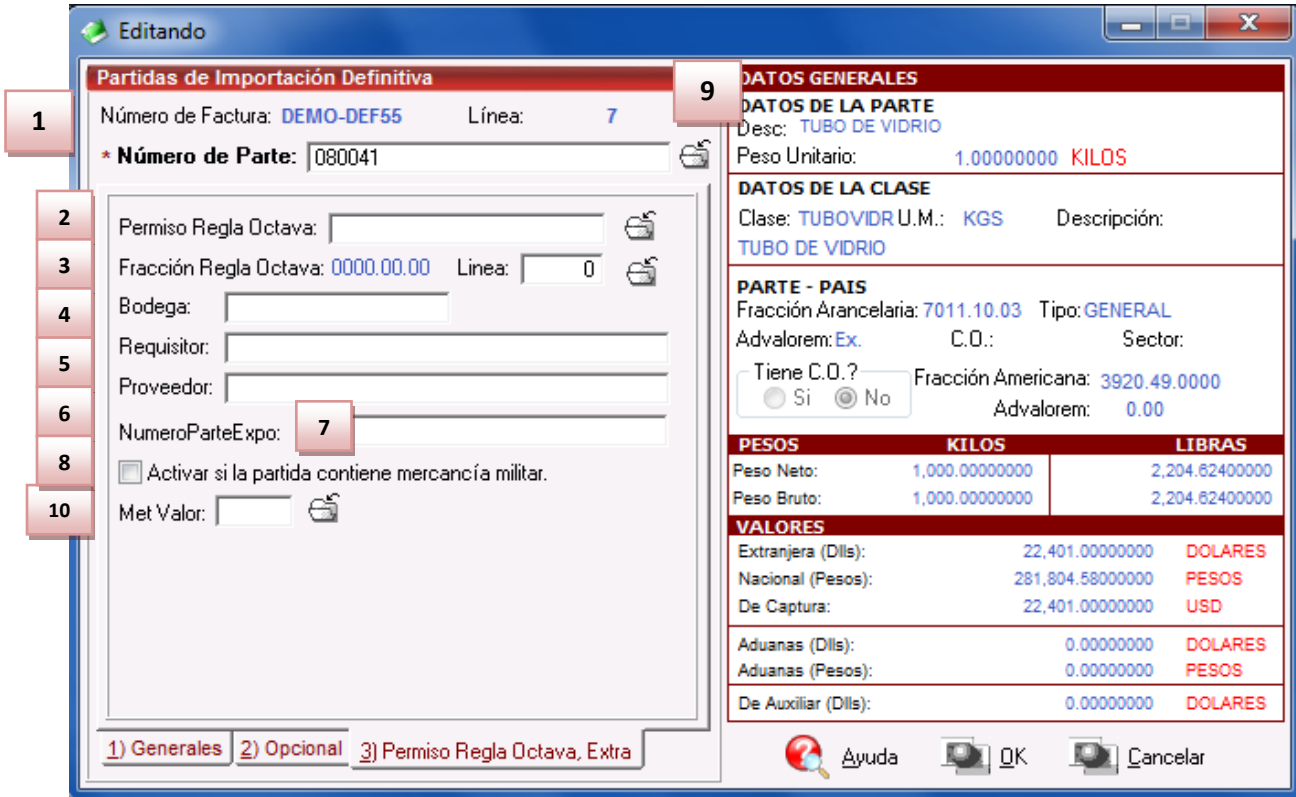 Editando
Partidas de Importación Definitiva
1
Número de Factura: DEMO-DEF55 Línea: 7
* Número de Parte: 080041
2
Permiso Regla Octava:
3
Fracción Regla Octava: 0000.00.00 Linea: 0
4
Bodega:
5
Requisitor:
Proveedor:
6
NumeroParteExpo:
7
8
Activar si la partida contiene mercancía militar.
10
Met Valor:
1) Generales 2) Opcional 3) Permiso Regla Octava, Extra
9
DATOS GENERALES
DATOS DE LA PARTE
Desc: TUBO DE VIDRIO
Peso Unitario: 1.00000000 KILOS
DATOS DE LA CLASE
Clase: TUBOVIDR U.M.: KGS Descripción:
TUBO DE VIDRIO
PARTE - PAIS
Fracción Arancelaria: 7011.10.03 Tipo: GENERAL
Advalorem: Ex. C.O.: Sector:
Tiene C.O.?
Si No
Fracción Americana: 3920.49.0000
Advalorem: 0.00
PESOS KILOS LIBRAS
Peso Neto: 1,000.00000000 2,204.62400000
Peso Bruto: 1,000.00000000 2,204.62400000
VALORES
Extranjera (Dlls): 22,401.00000000 DOLARES
Nacional (Pesos): 281,804.58000000 PESOS
De Captura: 22,401.00000000 USD
Aduanas (Dlls): 0.00000000 DOLARES
Aduanas (Pesos): 0.00000000 PESOS
De Auxiliar (Dlls): 0.00000000 DOLARES
Ayuda OK Cancelar